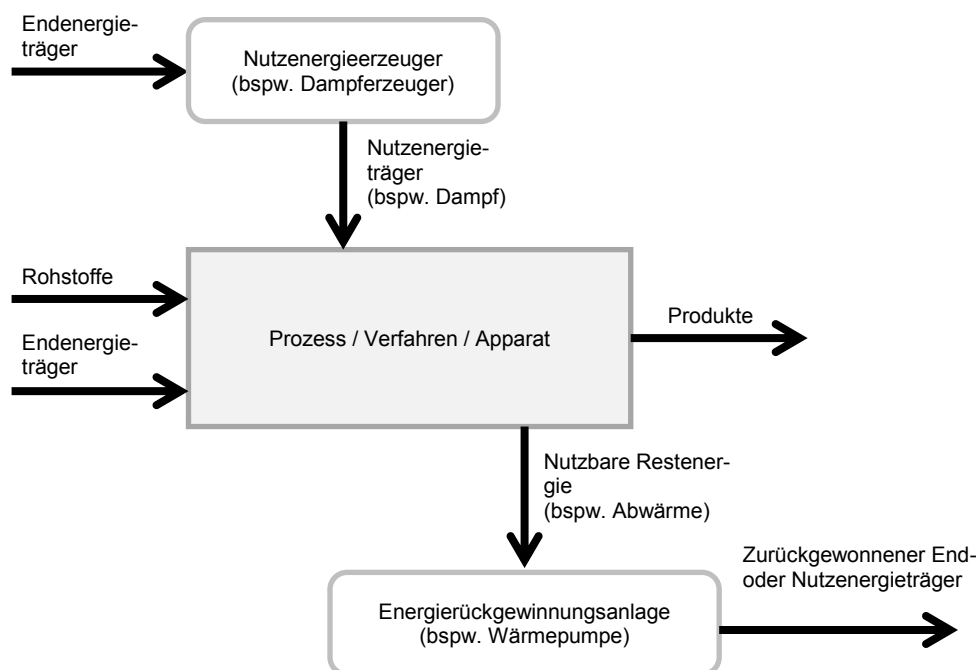 Endenergie-
träger
Nutzenergieerzeuger
(bspw. Dampferzeuger)
Nutzenergie-
träger
(bspw. Dampf)
Rohstoffe
Endenergie-
träger
Prozess / Verfahren / Apparat
Produkte
Nutzbare Restener-
gie
(bspw. Abwärme)
Energierückgewinnungsanlage
(bspw. Wärmepumpe)
Zurückgewonnener End-
oder Nutzenergieträger